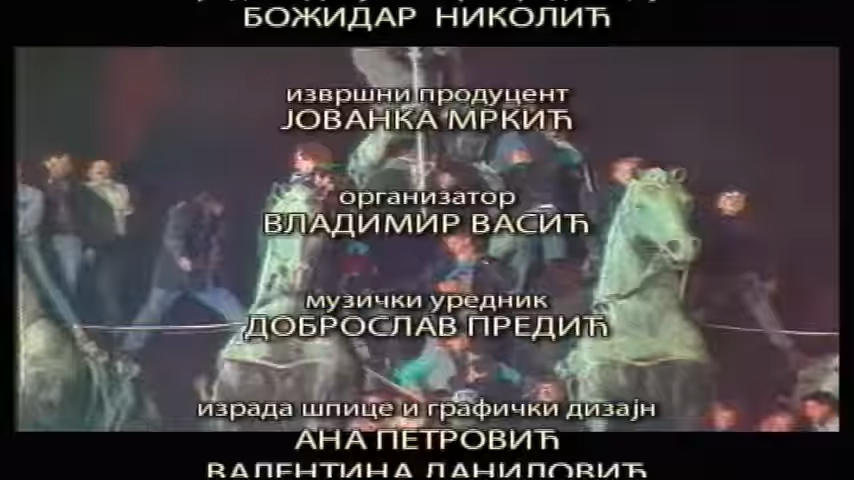 БОЖИДАР НИКОЛИЋ
извршни продуцент
ЈОВАНКА МРКИЋ
организатор
ВЛАДИМИР ВАСИЋ
музички уредник
ДОБРОСЛАВ ПРЕДИЋ
израда шпице и графички дизајн
АНА ПЕТРОВИЋ
ВАЛЕНТИНА ДАНИЛОВИЋ